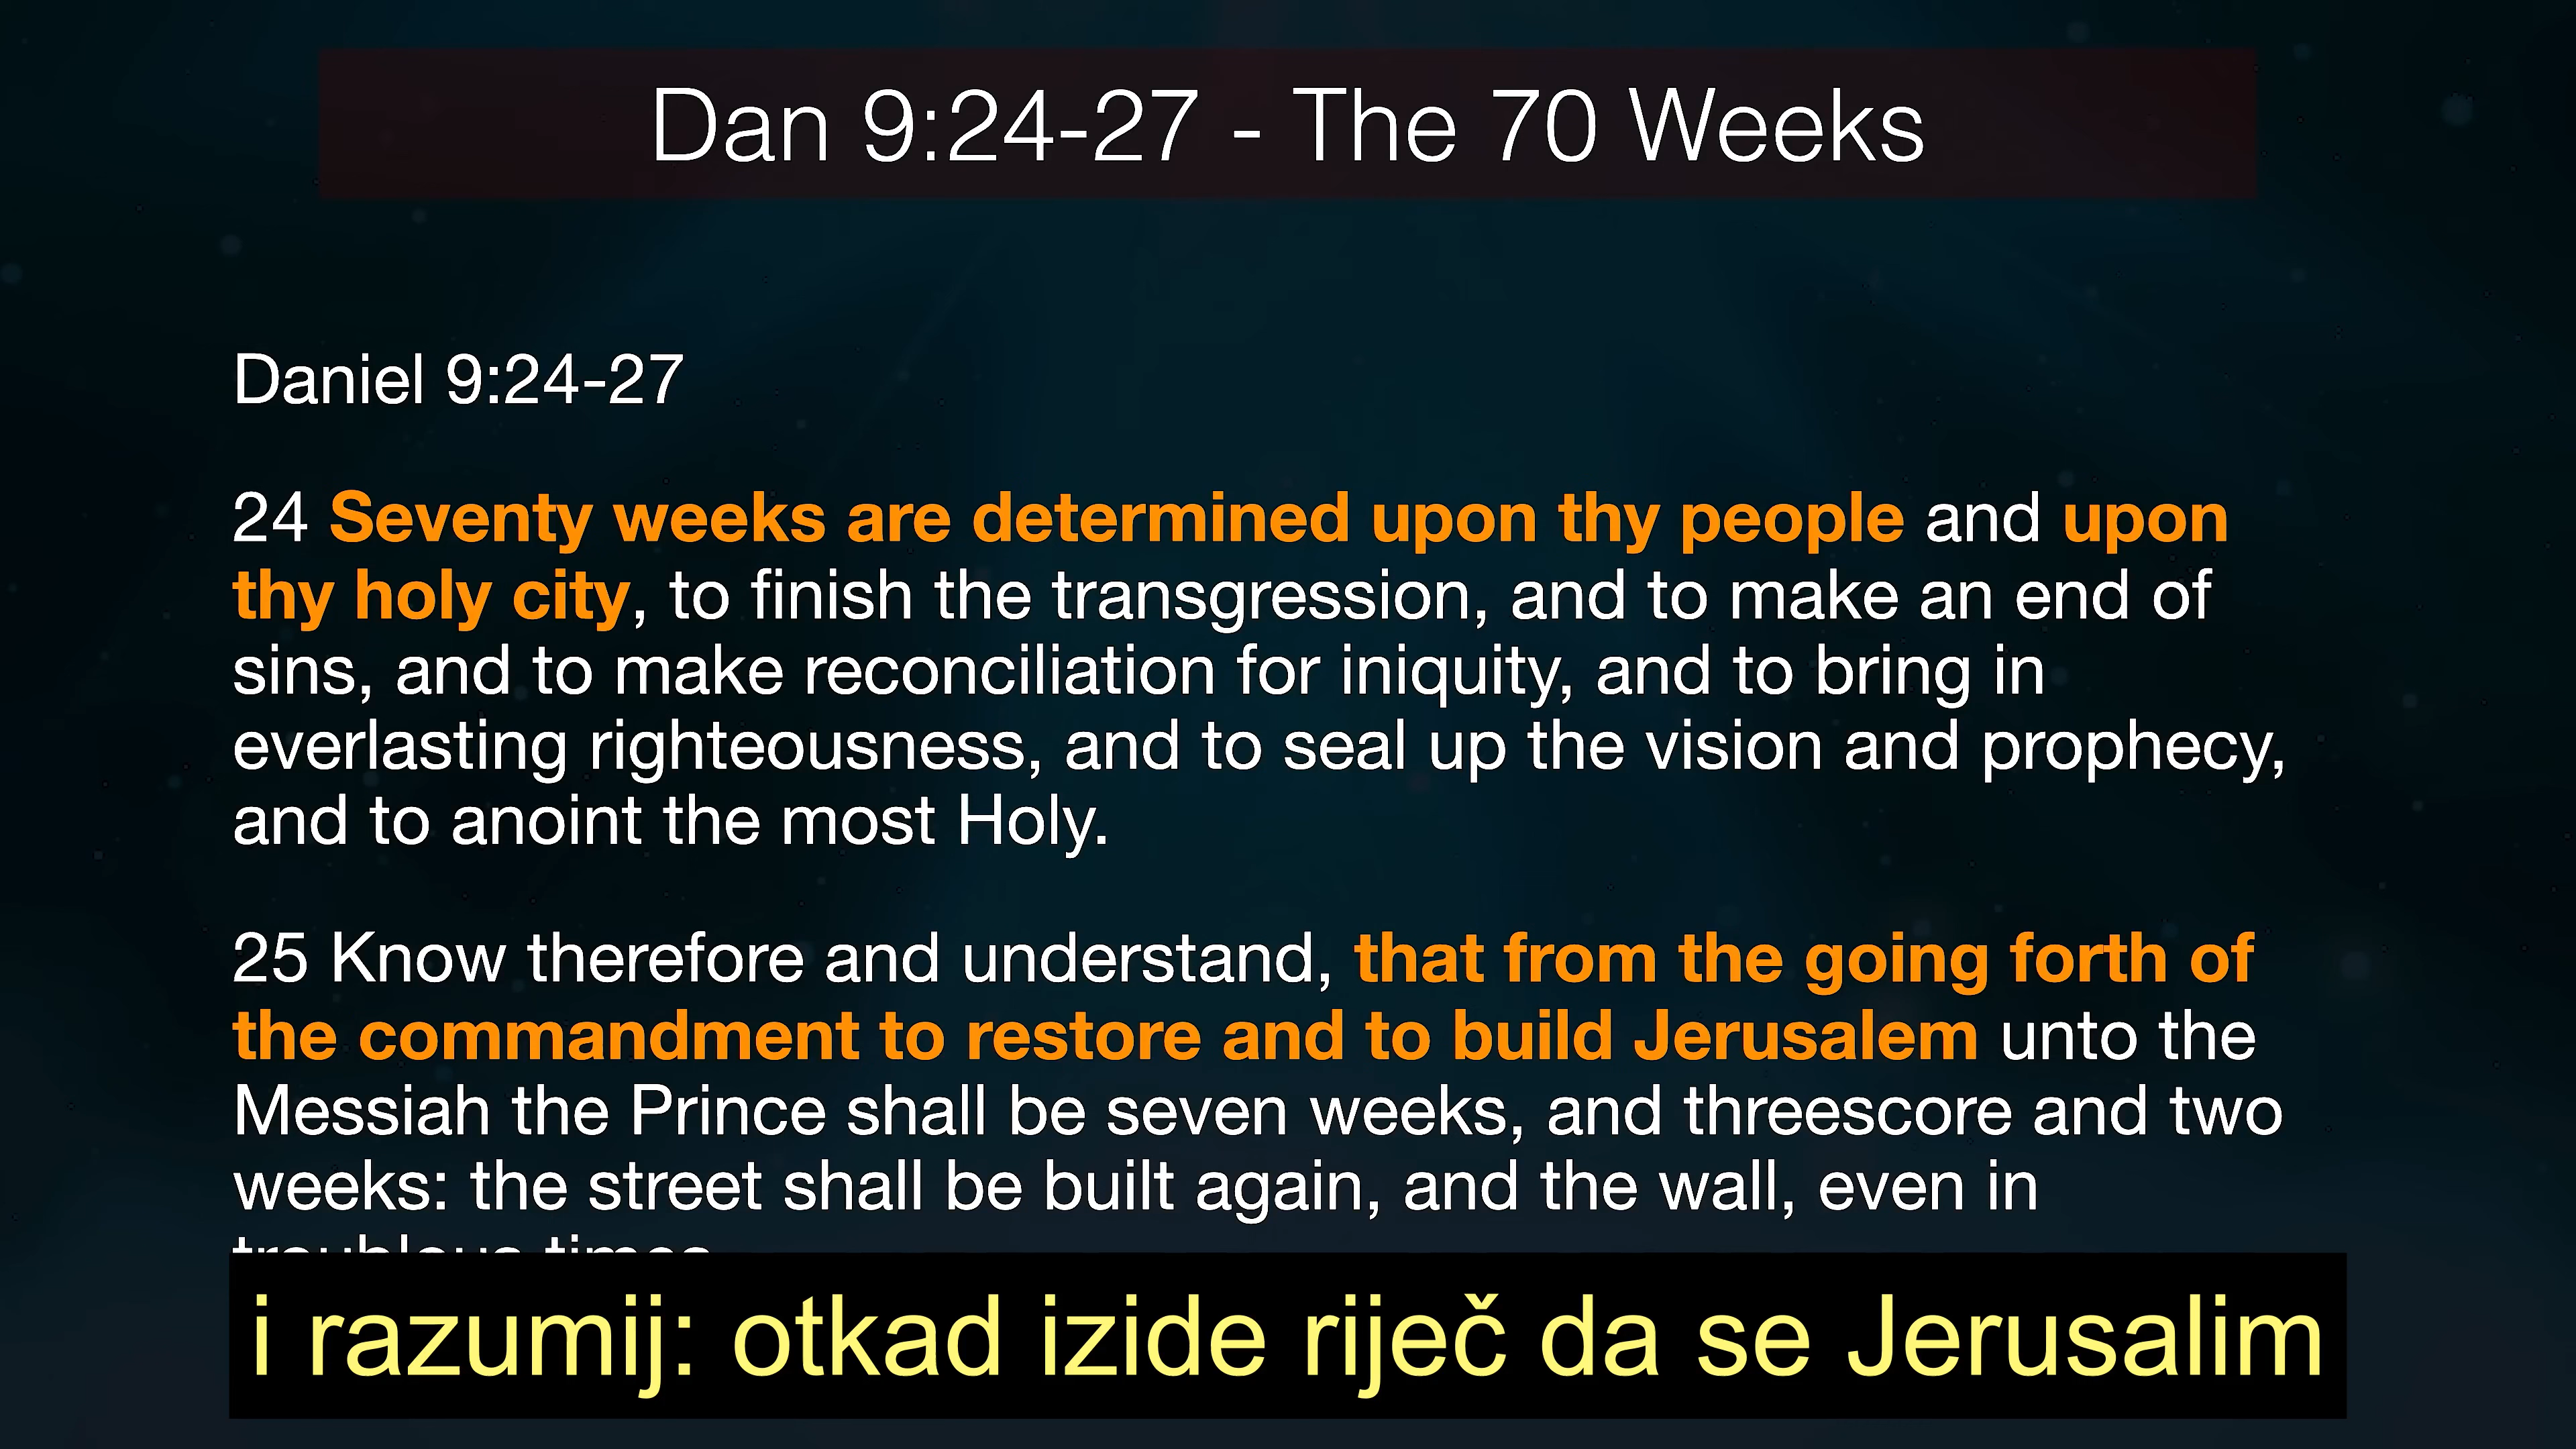 Dan 9:24-27 - The 70 Weeks
Daniel 9:24-27
24 Seventy weeks are determined upon thy people and upon
thy holy city, to finish the transgression, and to make an end of
sins, and to make reconciliation for iniquity, and to bring in
everlasting righteousness, and to seal up the vision and prophecy,
and to anoint the most Holy.
25 Know therefore and understand, that from the going forth of
the commandment to restore and to build Jerusalem unto the
Messiah the Prince shall be seven weeks, and threescore and two
weeks: the street shall be built again, and the wall, even in
troublous times
i razumij: otkad izide riječ da se Jerusalim